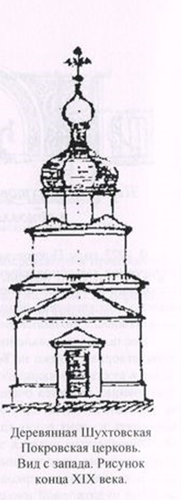 Деревянная Шухтовская
Покровская церковь.
Вид с запада. Рисунок
конца XIX века.